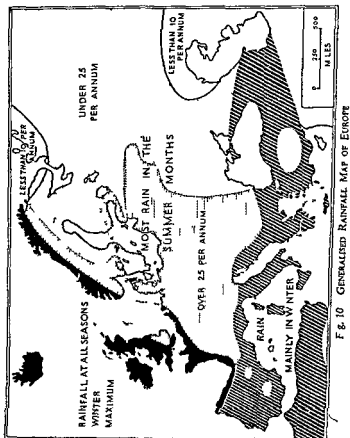 LESS THAN 10 PER
ANNUM
UNDER 25
PER ANNUM
LESS THAN 10
PER ANNUM
RAINFALL AT ALL SEASONS
WINTER
MAXIMUM
MOST RAIN IN THE
SUMMER MONTHS
OVER 25 PER ANNUM
RAIN
MAINLY IN WINTER
0 250 500
MILES
Fig. 10 GENERALISED RAINFALL MAP OF EUROPE